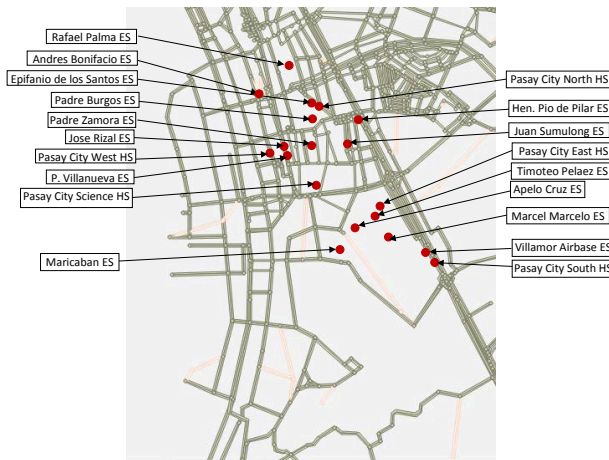 Rafael Palma ES
Andres Bonifacio ES
Epifanio de los Santos ES
Padre Burgos ES
Padre Zamora ES
Jose Rizal ES
Pasay City West HS
P. Villanueva ES
Pasay City Science HS
Maricaban ES
Pasay City North HS
Hen. Pio de Pilar ES
Juan Sumulong ES
Pasay City East HS
Timoteo Pelaez ES
Apelo Cruz ES
Marcel Marcelo ES
Villamor Airbase ES
Pasay City South HS